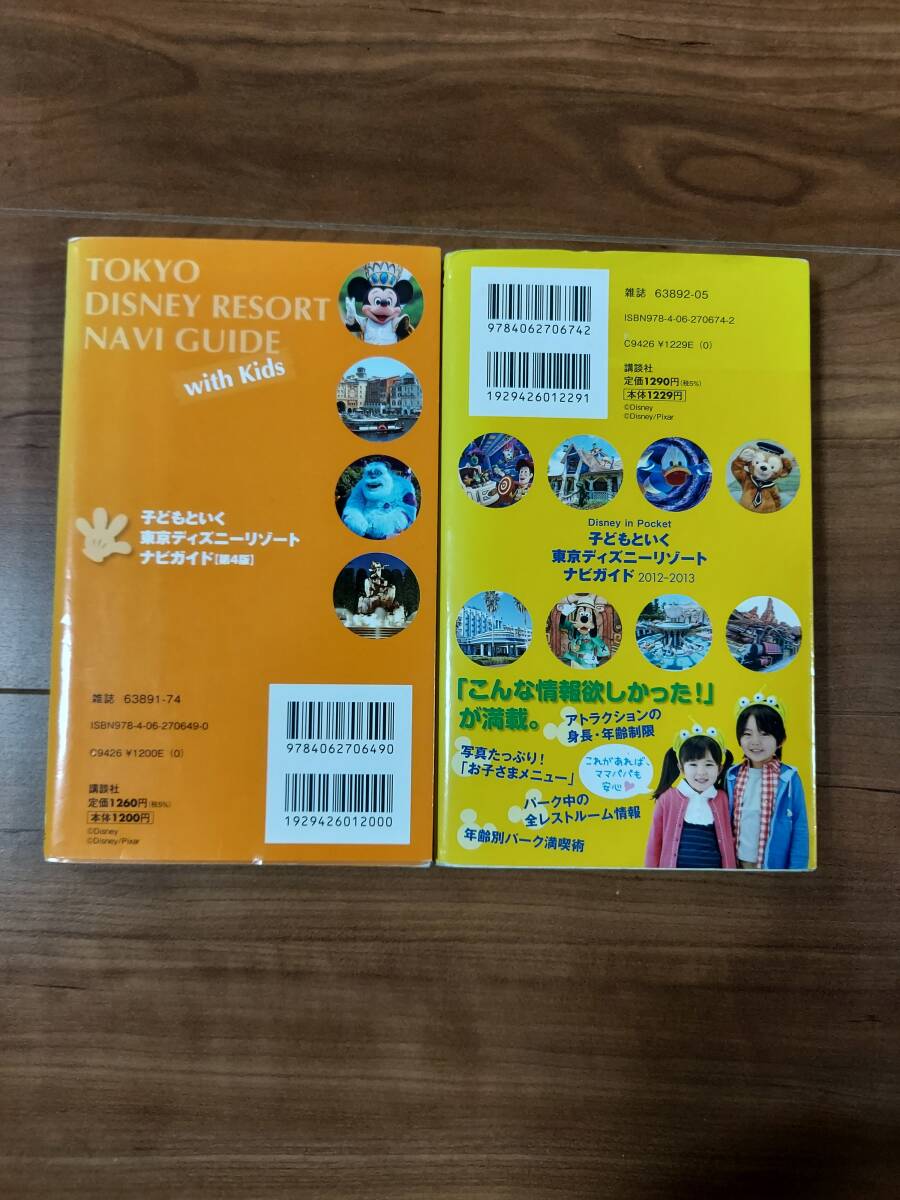 TOKYO
DISNEY RESORT
NAVI GUIDE
with Kids
子どもといく
東京ディズニーリゾート
ナビガイド[第4版]
雑誌 63891-74
ISBN978-4-06-270649-0
C9426 ¥1200E (0)
講談社
定価1260円(税5%)
本体1200円
©Disney
©Disney/Pixar
9784062706490
1929426012000
9784062706742
1929426012291
雑誌 63892-05
ISBN978-4-06-270674-2
C9426 ¥1229E (0)
講談社
定価1290円(税5%)
本体1229円
©Disney
©Disney/Pixar
Disney in Pocket
子どもといく
東京ディズニーリゾート
ナビガイド 2012-2013
「こんな情報欲しかった!」
が満載。
アトラクションの
身長・年齢制限
写真たっぷり!
「お子さまメニュー」
これがあれば、
ママパパも
安心
パーク中の
全レストルーム情報
年齢別パーク満喫術